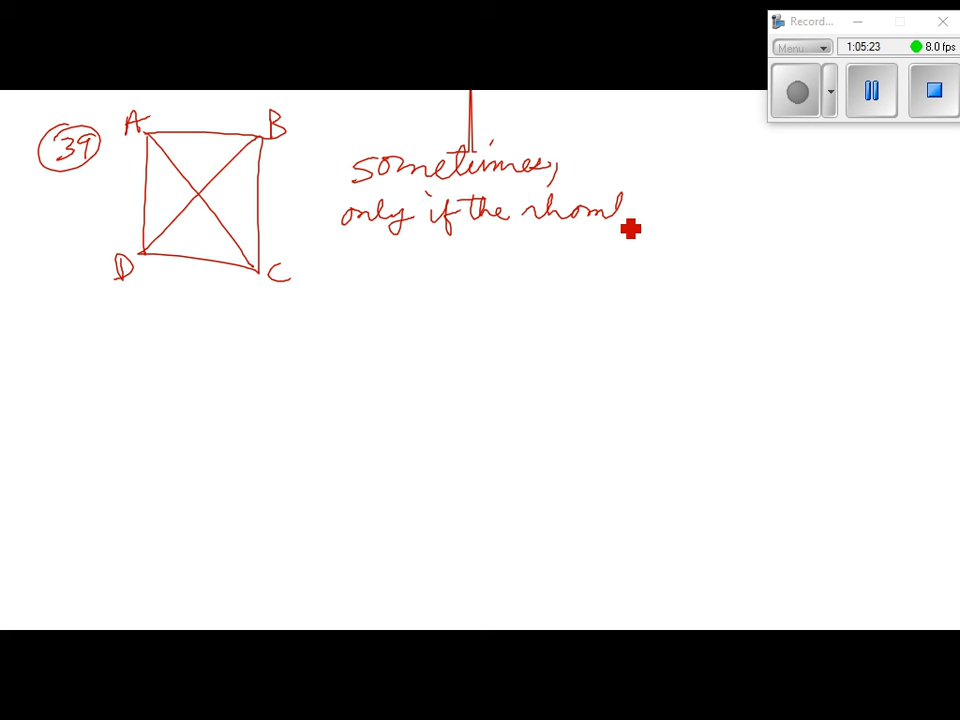 Record...
Menu
1:05:23
8.0 fps
39
A
B
sometimes,
only if the rhomb
D
C